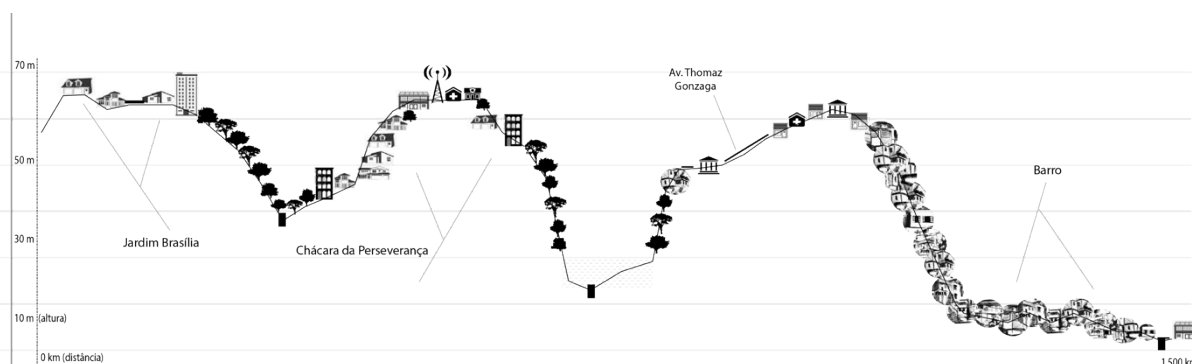 70 m
Av. Thomaz
Gonzaga
50 m
Barro
Jardim Brasília
30 m
Chácara da Perseverança
10 m (altura)
0 km (distância)